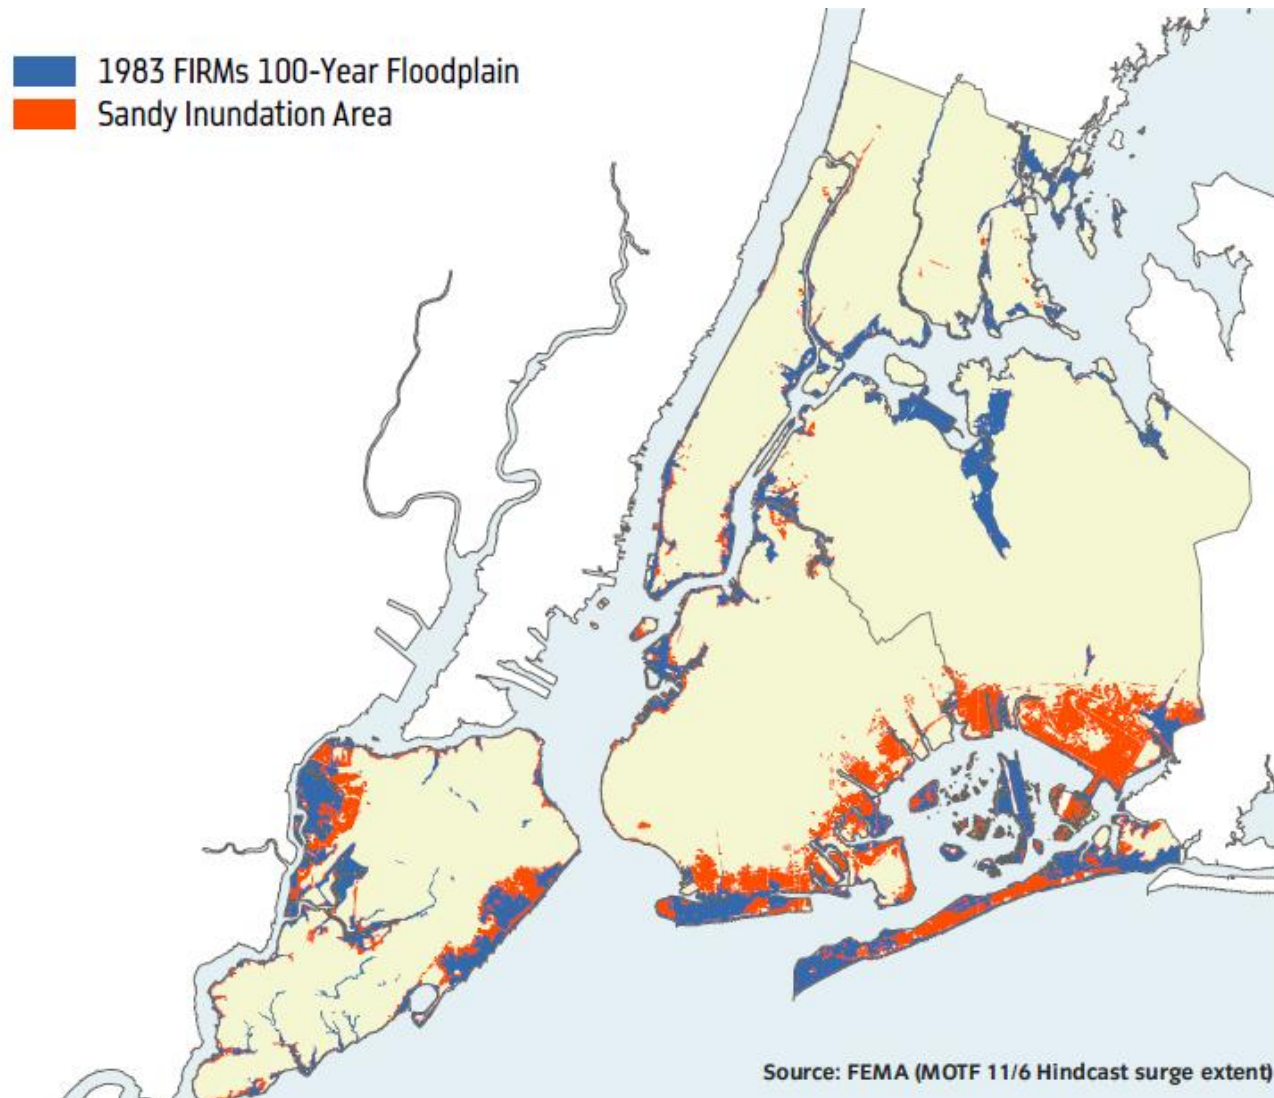 1983 FIRMs 100-Year Floodplain
Sandy Inundation Area
Source: FEMA (MOTF 11/6 Hindcast surge extent)